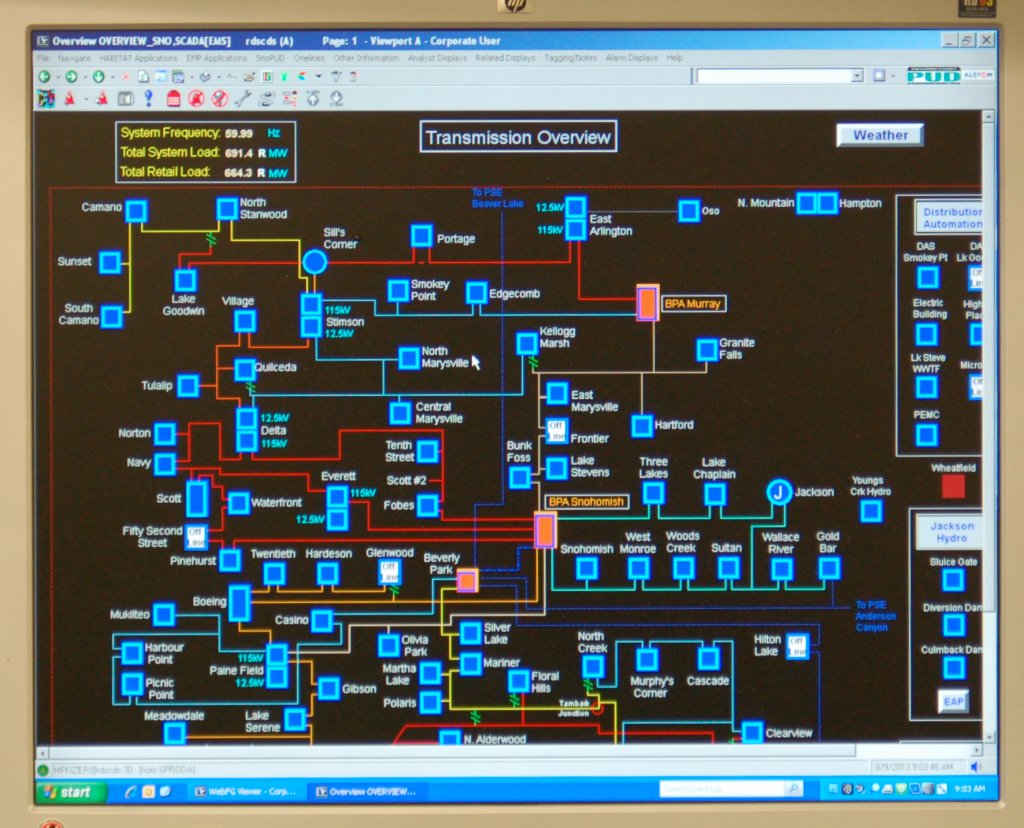 hp
Overview OVERVIEW_SNO,SCADA[EMS] rdscds (A) Page: 1 - Viewport A - Corporate User
File Navigate HABITAT Applications EMP Applications SnoPUD Onelines Other Information Analyst Displays Related Displays Tagging/Notes Alarm Displays Help
PUD ALSTOM
System Frequency: 59.99 Hz
Total System Load: 691.4 R MW
Total Retail Load: 664.3 R MW
Transmission Overview
Weather
To PSE
Beaver Lake
Camano
North
Stanwood
Sill's
Corner
Portage
12.5kV
115kV
East
Arlington
Oso
N. Mountain
Hampton
Distribution
Automation
Sunset
Lake
Goodwin
South
Camano
Village
Smokey
Point
Edgecomb
BPA Murray
115kV
Stimson
12.5kV
DAS
Smokey Pt
DA
Lk Goo
Off
Lin
Electric
Building
High
Plac
Lk Steve
WWTF
Micro
Off
Lin
PEMC
Kellogg
Marsh
Granite
Falls
North
Marysville
Quilceda
Tulalip
12.5kV
Delta
115kV
Central
Marysville
East
Marysville
Off
Line
Frontier
Hartford
Norton
Navy
Tenth
Street
Bunk
Foss
Lake
Stevens
Three
Lakes
Lake
Chaplain
J
Jackson
Youngs
Crk Hydro
Wheatfield
Scott
Waterfront
Everett
115kV
12.5kV
Scott #2
Fobes
BPA Snohomish
Fifty Second
Street
Off
Line
Pinehurst
Twentieth
Hardeson
Glenwood
Off
Line
Beverly
Park
Snohomish
West
Monroe
Woods
Creek
Sultan
Wallace
River
Gold
Bar
Jackson
Hydro
Sluice Gate
Boeing
Mukilteo
Casino
To PSE
Anderson
Canyon
Diversion Dam
Harbour
Point
115kV
Paine Field
12.5kV
Olivia
Park
Silver
Lake
North
Creek
Hilton
Lake
Off
Line
Culmback Dam
Picnic
Point
Gibson
Martha
Lake
Mariner
Floral
Hills
Murphy's
Corner
Cascade
Polaris
Tambark
Junction
EAP
Meadowdale
Lake
Serene
N. Alderwood
Clearview
MFKIZER@rdscds:30 - [from SPRODA]
8/9/2013 9:03:46 AM
start
WebFG Viewer - Corp...
Overview OVERVIEW...
Search Desktop
9:03 AM